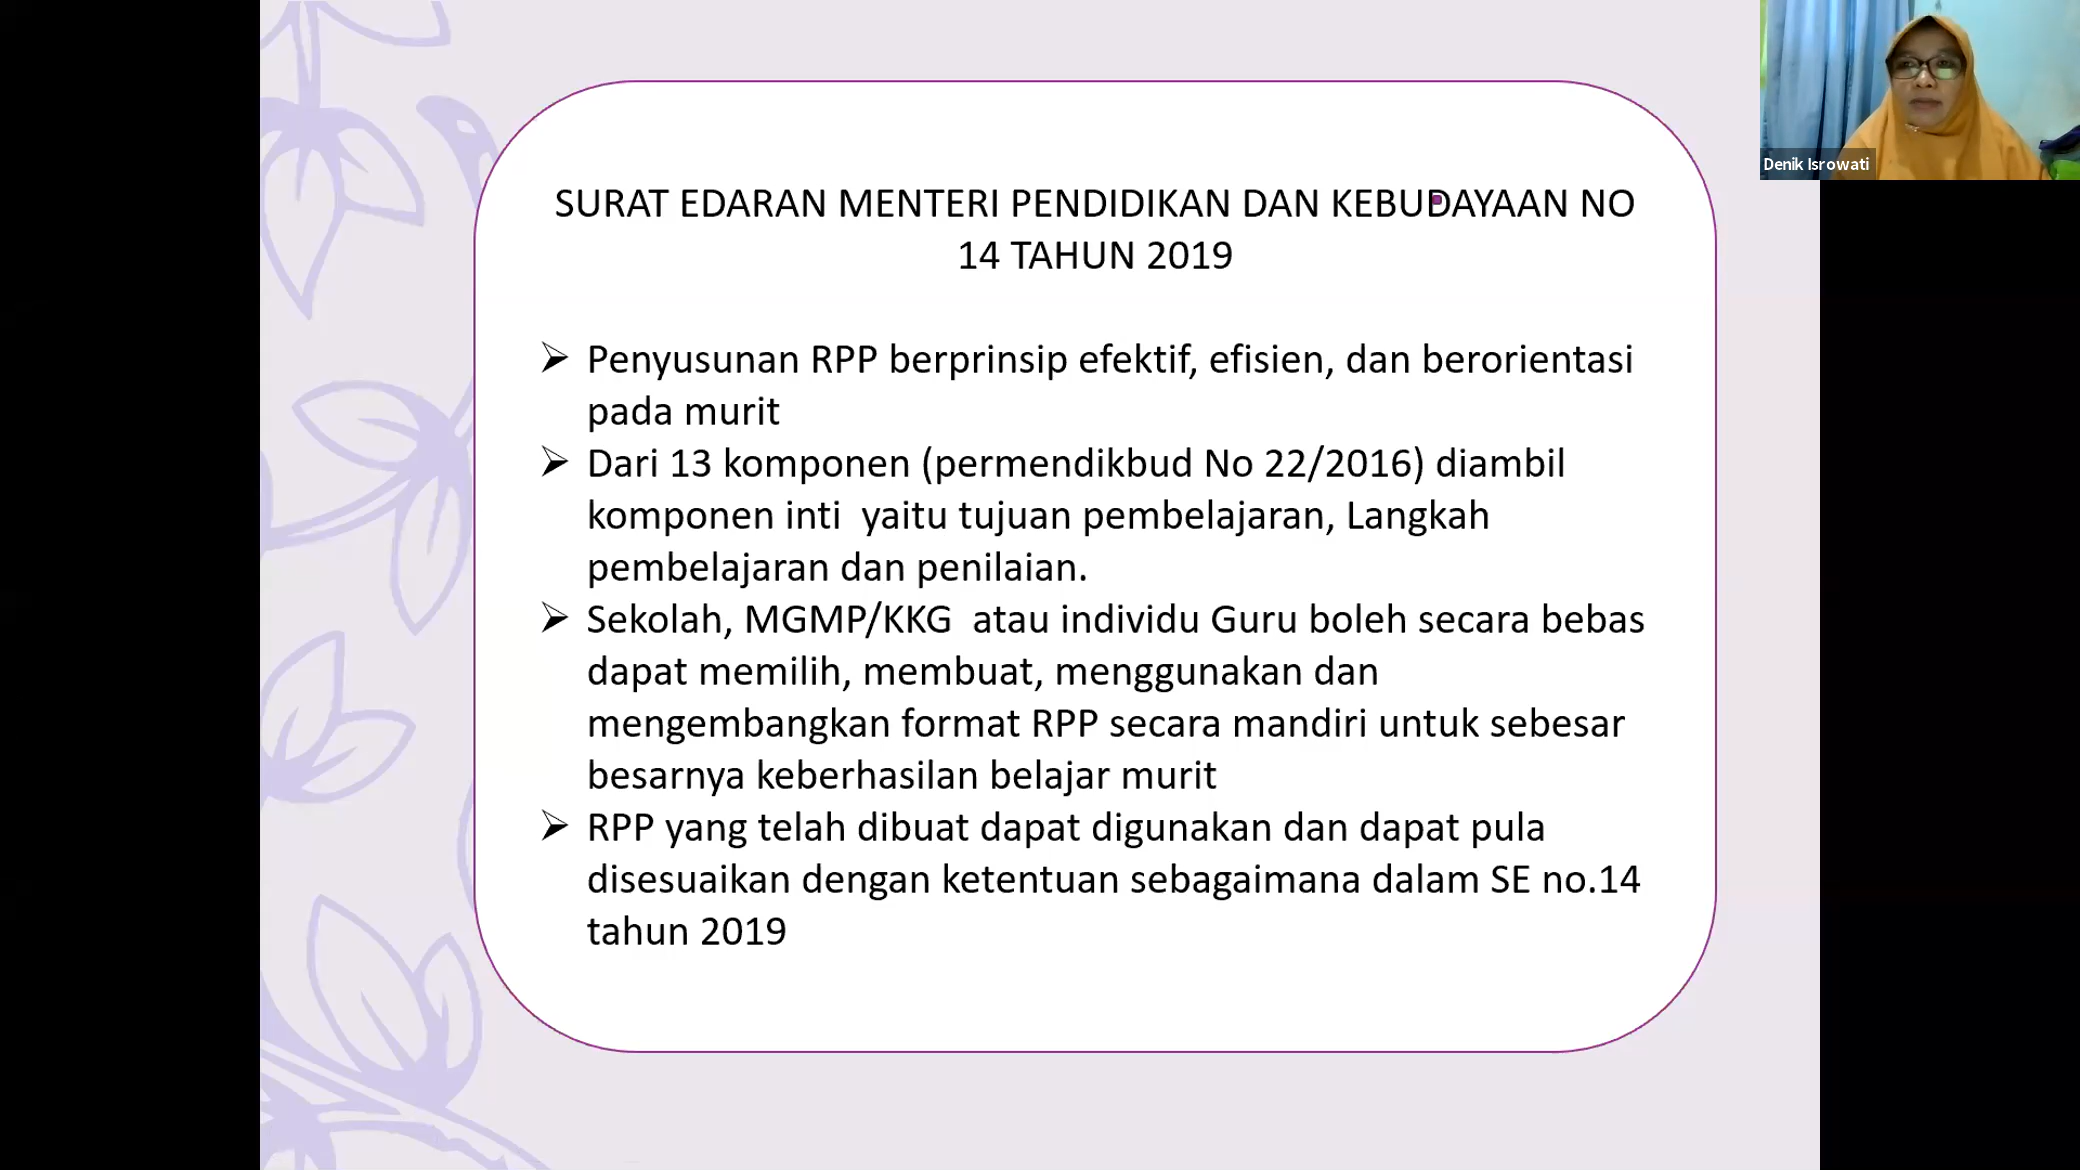 SURAT EDARAN MENTERI PENDIDIKAN DAN KEBUDAYAAN NO
14 TAHUN 2019
➢ Penyusunan RPP berprinsip efektif, efisien, dan berorientasi
pada murit
➢ Dari 13 komponen (permendikbud No 22/2016) diambil
komponen inti  yaitu tujuan pembelajaran, Langkah
pembelajaran dan penilaian.
➢ Sekolah, MGMP/KKG  atau individu Guru boleh secara bebas
dapat memilih, membuat, menggunakan dan
mengembangkan format RPP secara mandiri untuk sebesar
besarnya keberhasilan belajar murit
➢ RPP yang telah dibuat dapat digunakan dan dapat pula
disesuaikan dengan ketentuan sebagaimana dalam SE no.14
tahun 2019
Denik Isrowati